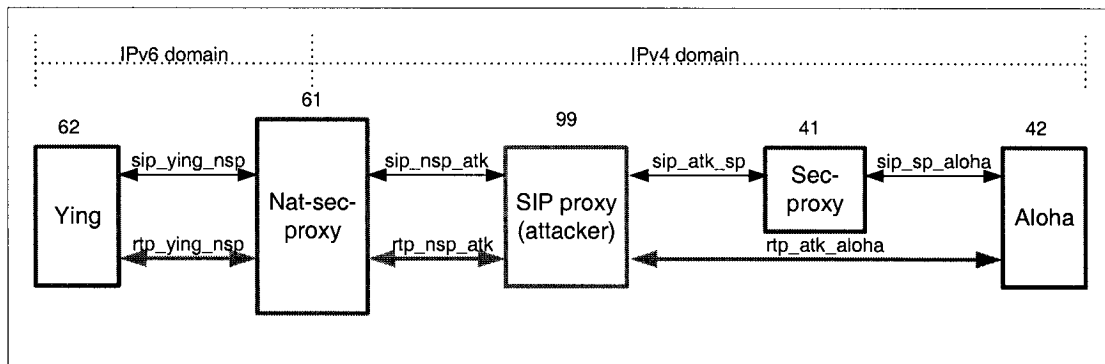 IPv6 domain
IPv4 domain
62
61
99
41
42
sip_ying_nsp
sip_nsp_atk
sip_atk_sp
sip_sp_aloha
Ying
Nat-sec-
proxy
SIP proxy
(attacker)
Sec-
proxy
Aloha
rtp_ying_nsp
rtp_nsp_atk
rtp_atk_aloha